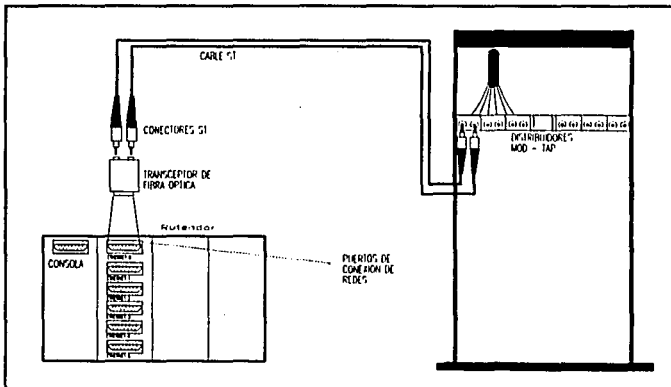 CABLE ST
CONECTORES ST
TRANSCEPTOR DE
FIBRA OPTICA
Ruteador
CONSOLA
PUERTOS DE
CONEXION DE
REDES
DISTRIBUIDORES
MOD - TAP